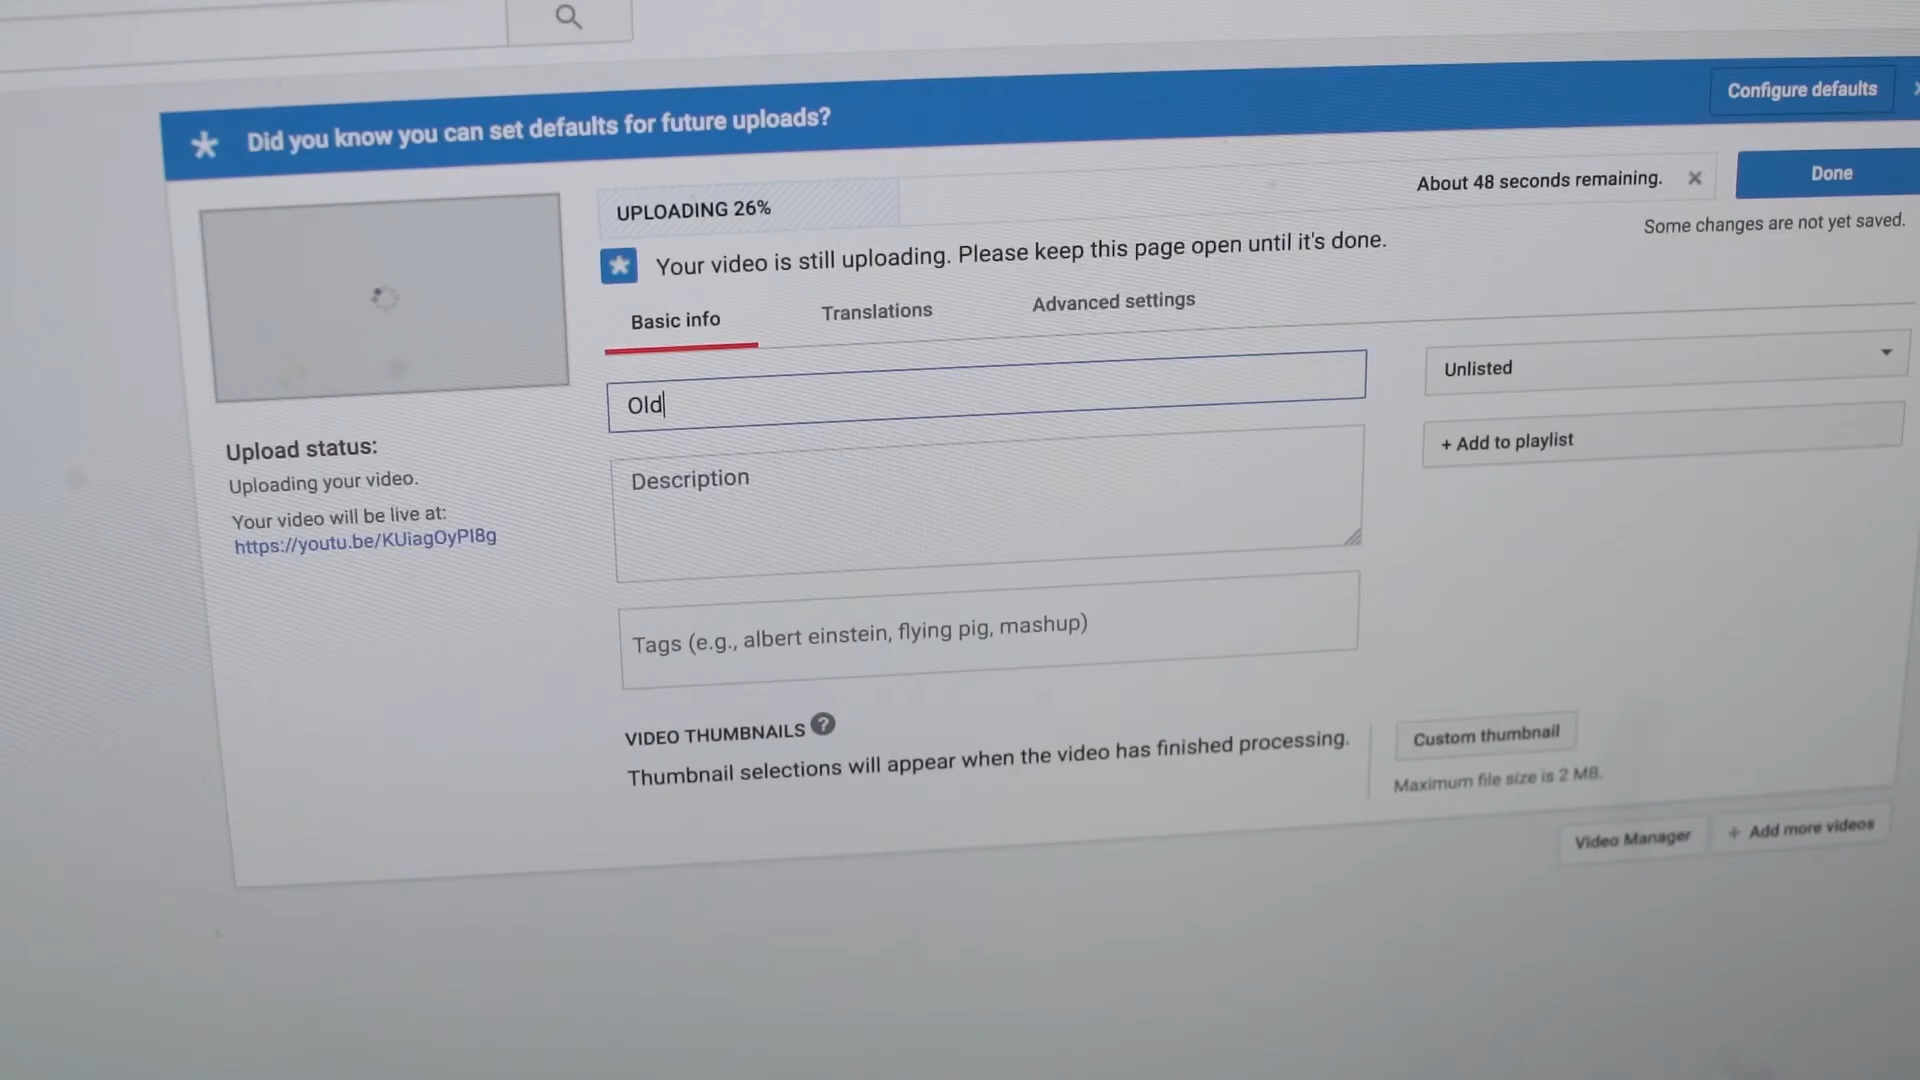 Did you know you can set defaults for future uploads?
Configure defaults
UPLOADING 26%
About 48 seconds remaining.
Done
Some changes are not yet saved.
Your video is still uploading. Please keep this page open until it's done.
Basic info
Translations
Advanced settings
Old
Unlisted
Description
+ Add to playlist
Upload status:
Uploading your video.
Your video will be live at:
https://youtu.be/KUiagOyPI8g
Tags (e.g., albert einstein, flying pig, mashup)
VIDEO THUMBNAILS ?
Thumbnail selections will appear when the video has finished processing.
Custom thumbnail
Maximum file size is 2 MB.
Video Manager
+ Add more videos